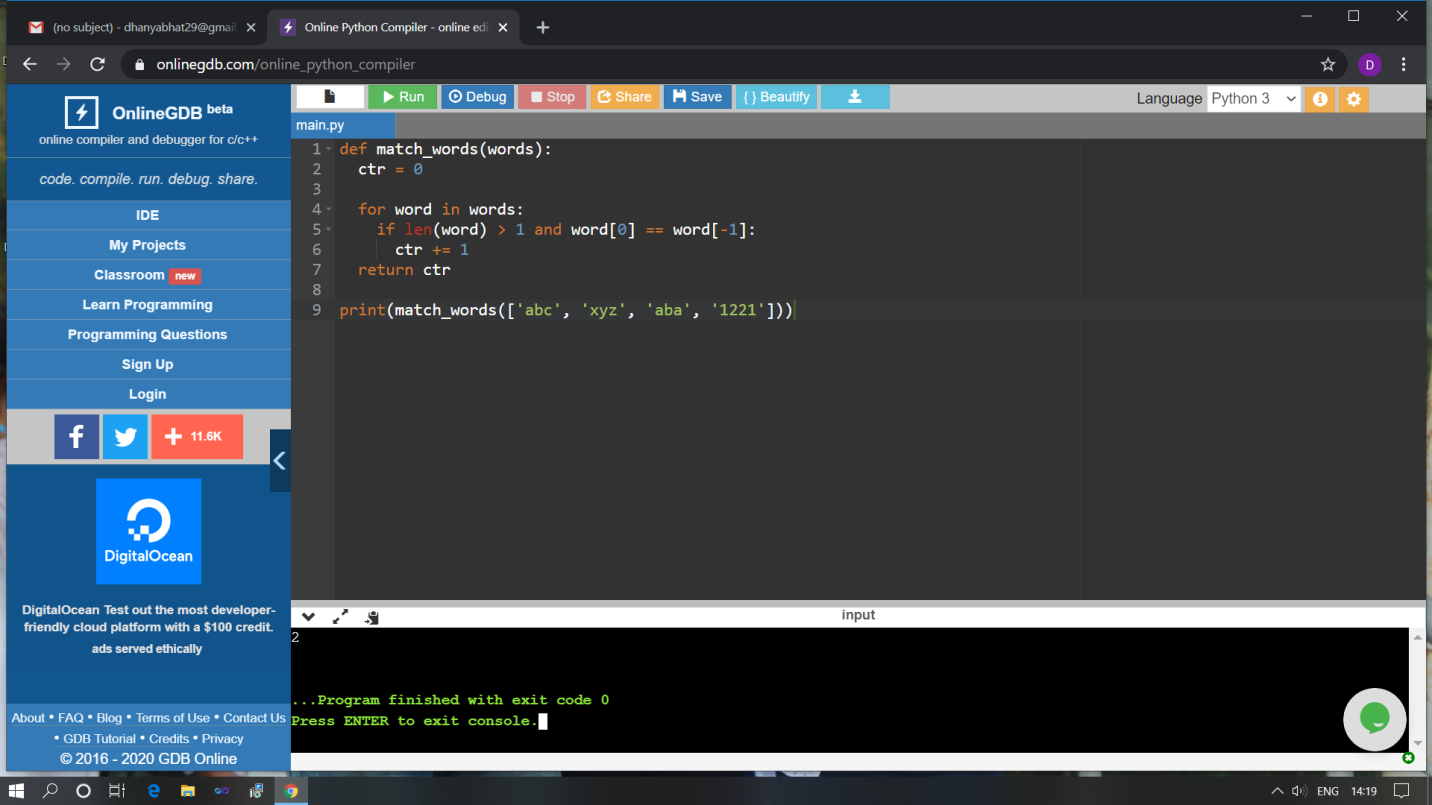 (no subject) - dhanyabhat29@gmail
Online Python Compiler - online edi
onlinegdb.com/online_python_compiler
D
OnlineGDB beta
online compiler and debugger for c/c++
code. compile. run. debug. share.
IDE
My Projects
Classroom new
Learn Programming
Programming Questions
Sign Up
Login
11.6K
DigitalOcean
DigitalOcean Test out the most developer-
friendly cloud platform with a $100 credit.
ads served ethically
About • FAQ • Blog • Terms of Use • Contact Us
• GDB Tutorial • Credits • Privacy
© 2016 - 2020 GDB Online
Run Debug Stop Share Save { } Beautify
Language Python 3
main.py
1 def match_words(words):
2   ctr = 0
3
4   for word in words:
5     if len(word) > 1 and word[0] == word[-1]:
6       ctr += 1
7   return ctr
8
9 print(match_words(['abc', 'xyz', 'aba', '1221']))
input
2
...Program finished with exit code 0
Press ENTER to exit console.
ENG 14:19